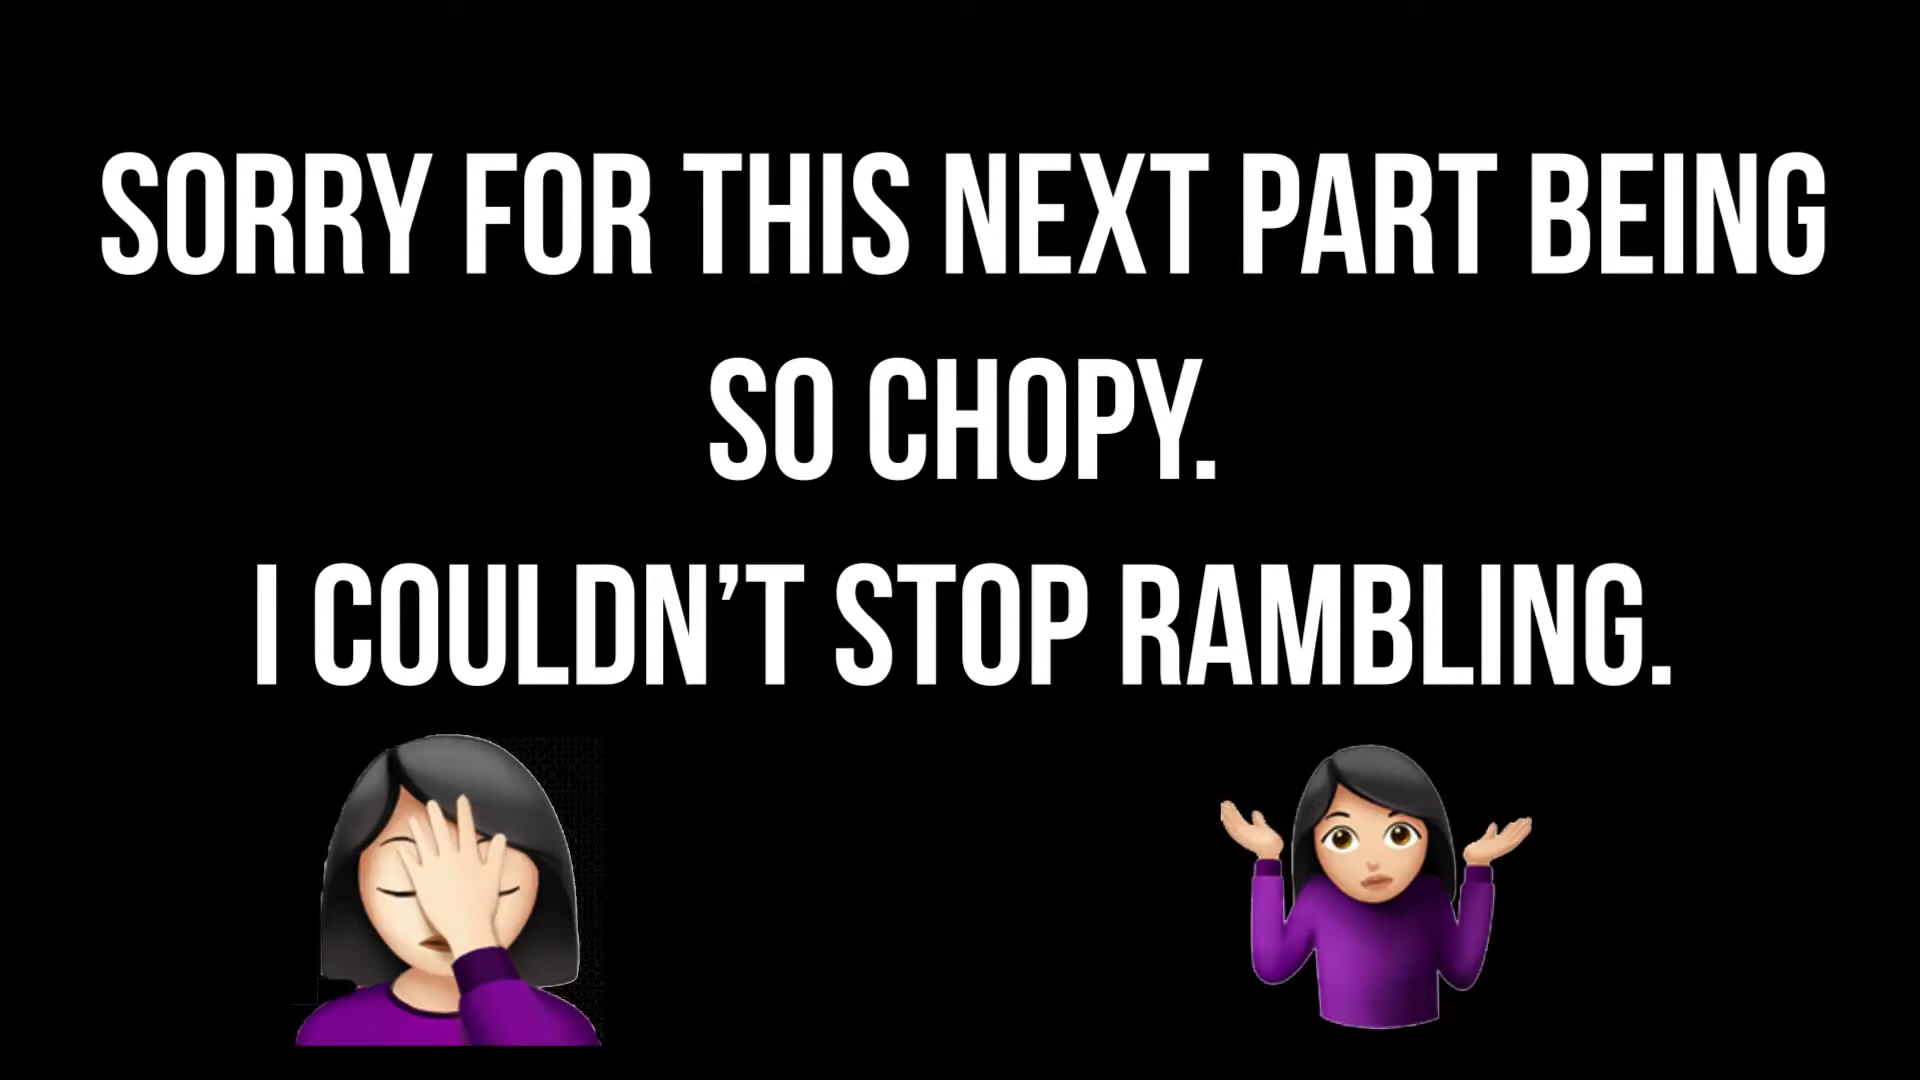 SORRY FOR THIS NEXT PART BEING
SO CHOPY.
I COULDN’T STOP RAMBLING.